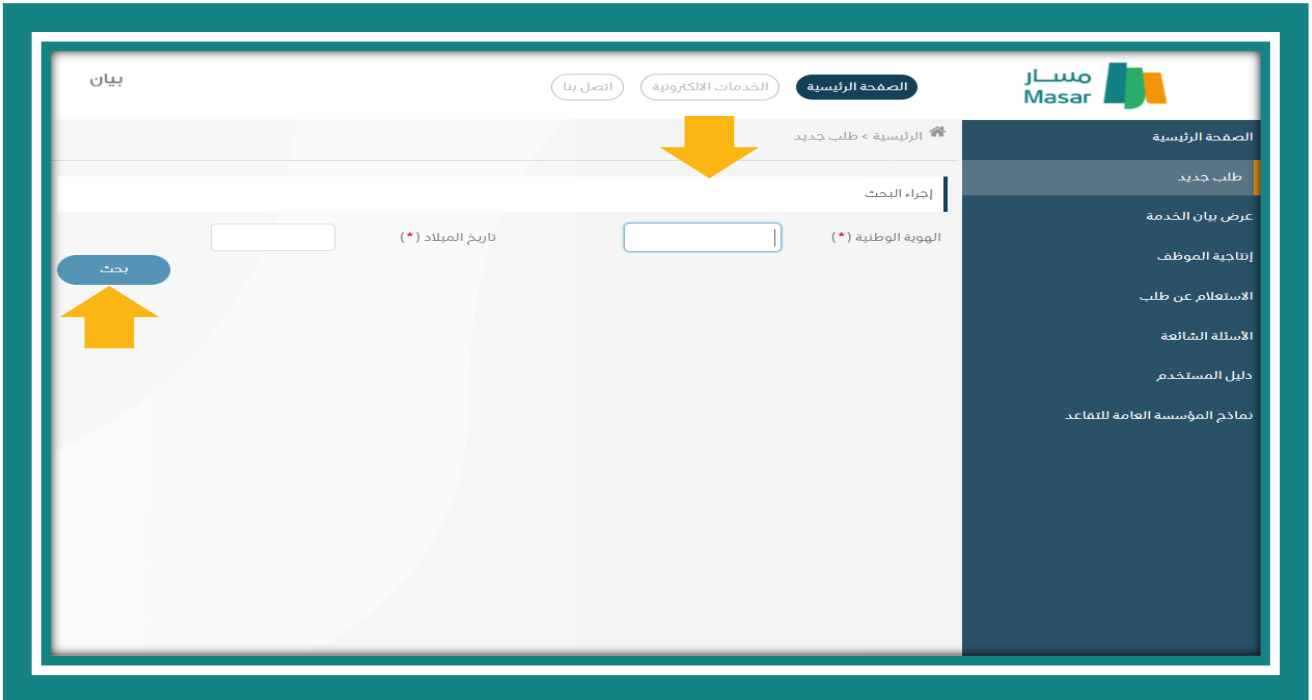 مسـار
Masar
الصفحة الرئيسية
الخدمات الالكترونية
اتصل بنا
بيان
الصفحة الرئيسية
طلب جديد
عرض بيان الخدمة
إنتاجية الموظف
الاستعلام عن طلب
الأسئلة الشائعة
دليل المستخدم
نماذج المؤسسة العامة للتقاعد
الرئيسية > طلب جديد
إجراء البحث
الهوية الوطنية (*)
تاريخ الميلاد (*)
بحث